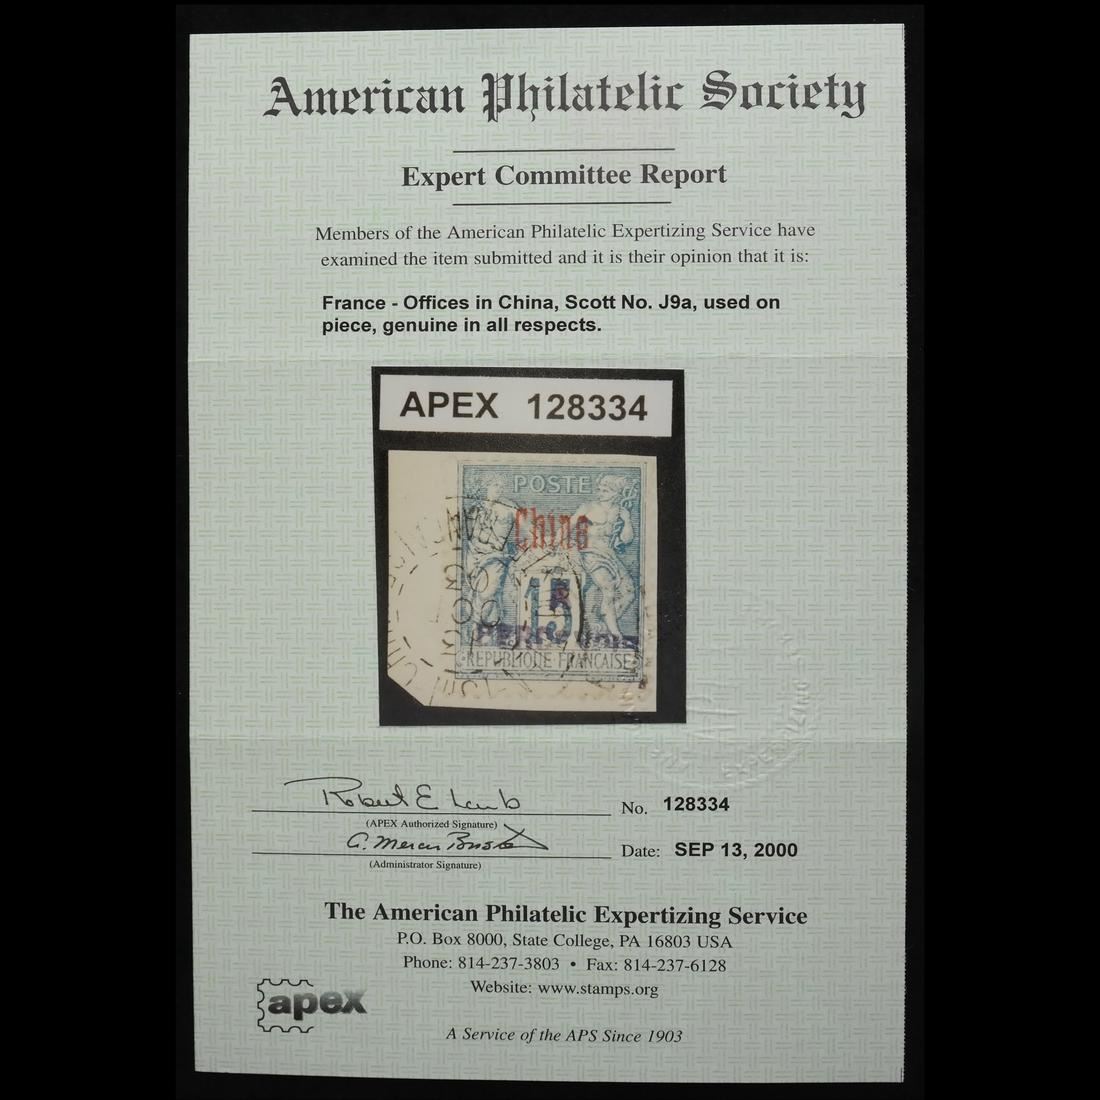 American Philatelic Society
Expert Committee Report
Members of the American Philatelic Expertizing Service have
examined the item submitted and it is their opinion that it is:
France - Offices in China, Scott No. J9a, used on
piece, genuine in all respects.
APEX 128334
POSTE
China
15
REPUBLIQUE FRANÇAISE
Robert E Lamb
(APEX Authorized Signature)
No. 128334
(Administrator Signature)
Date: SEP 13, 2000
The American Philatelic Expertizing Service
P.O. Box 8000, State College, PA 16803 USA
Phone: 814-237-3803 • Fax: 814-237-6128
Website: www.stamps.org
apex
A Service of the APS Since 1903